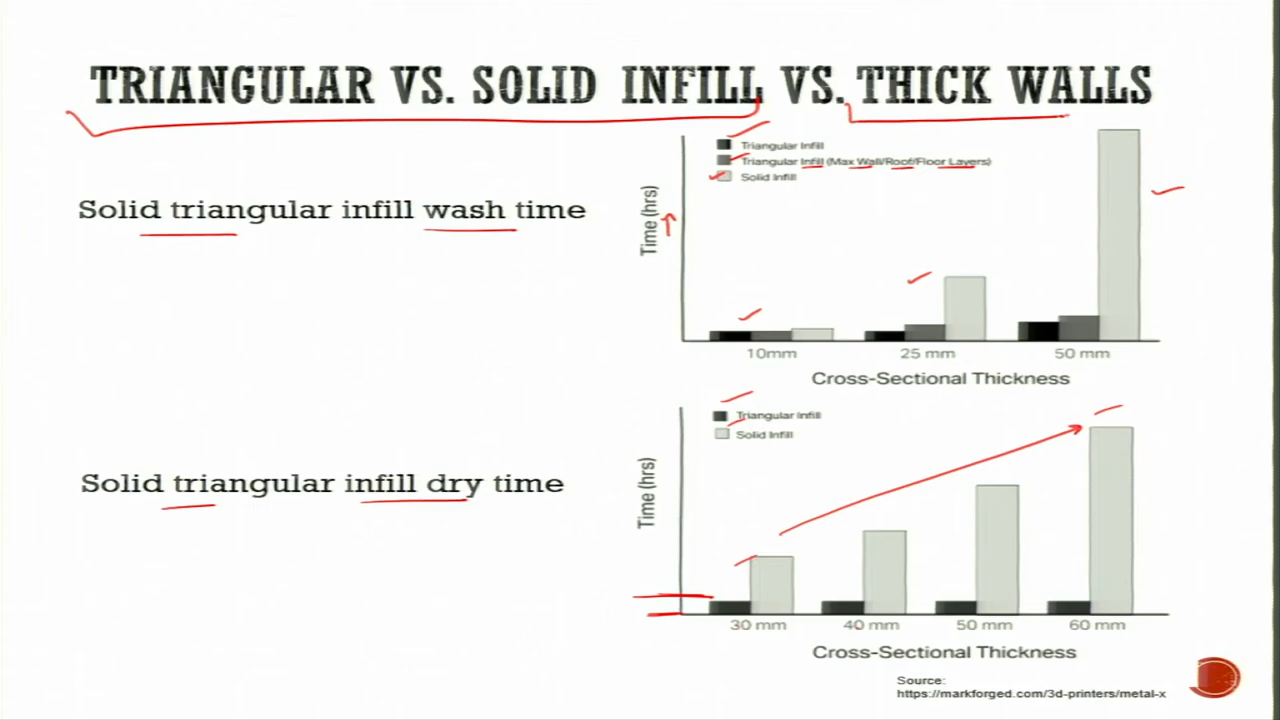 TRIANGULAR VS. SOLID INFILL VS. THICK WALLS
Solid triangular infill wash time
Time (hrs)
Triangular Infill
Triangular Infill (Max Wall/Roof/Floor Layers)
Solid Infill
10mm 25 mm 50 mm
Cross-Sectional Thickness
Solid triangular infill dry time
Time (hrs)
Triangular Infill
Solid Infill
30 mm 40 mm 50 mm 60 mm
Cross-Sectional Thickness
Source:
https://markforged.com/3d-printers/metal-x